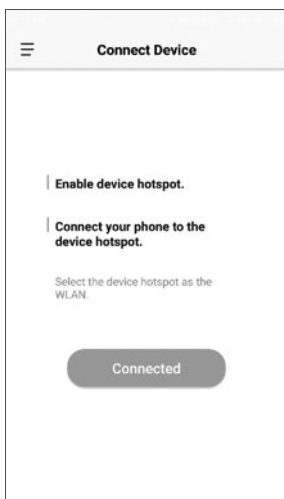 Connect Device
Enable device hotspot.
Connect your phone to the
device hotspot.
Select the device hotspot as the
WLAN.
Connected